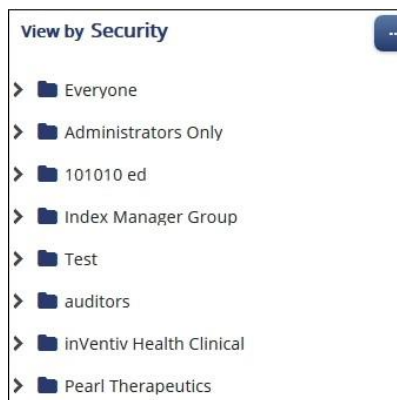 View by Security
Everyone
Administrators Only
101010 ed
Index Manager Group
Test
auditors
inVentiv Health Clinical
Pearl Therapeutics